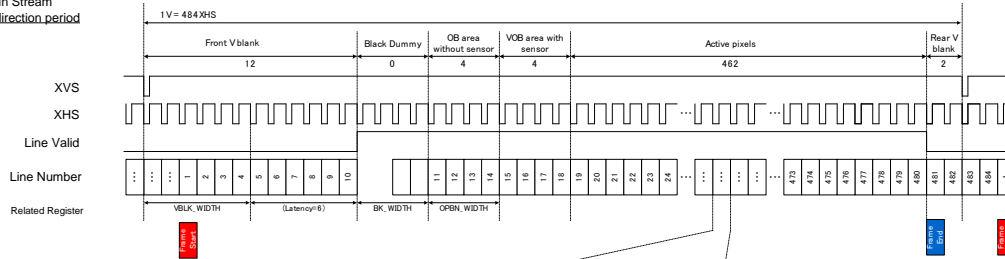 in Stream
direction period
1V = 484XHS
Front V blank
Black Dummy
OB area
without sensor
VOB area with
sensor
Active pixels
Rear V
blank
12
0
4
4
462
2
XVS
XHS
... ...
Line Valid
Line Number
: : : 1 2 3 4 5 6 7 8 9 10 11 12 13 14 15 16 17 18 19 20 21 22 23 24 ... : : : : ... 473 474 475 476 477 478 479 480 481 482 483 484 :
Related Register
VBLK_WIDTH
(Latency=6)
BK_WIDTH
OPBN_WIDTH
Frame
Start
Frame
End
Frame